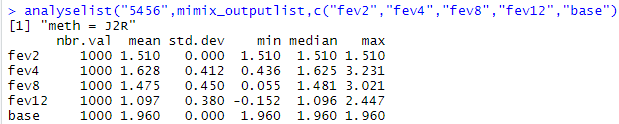 > analyselist("5456",mimix_outputlist,c("fev2","fev4","fev8","fev12","base")
[1] "meth = J2R"
nbr.val mean std.dev min median max
fev2 1000 1.510 0.000 1.510 1.510 1.510
fev4 1000 1.628 0.412 0.436 1.625 3.231
fev8 1000 1.475 0.450 0.055 1.481 3.021
fev12 1000 1.097 0.380 -0.152 1.096 2.447
base 1000 1.960 0.000 1.960 1.960 1.960